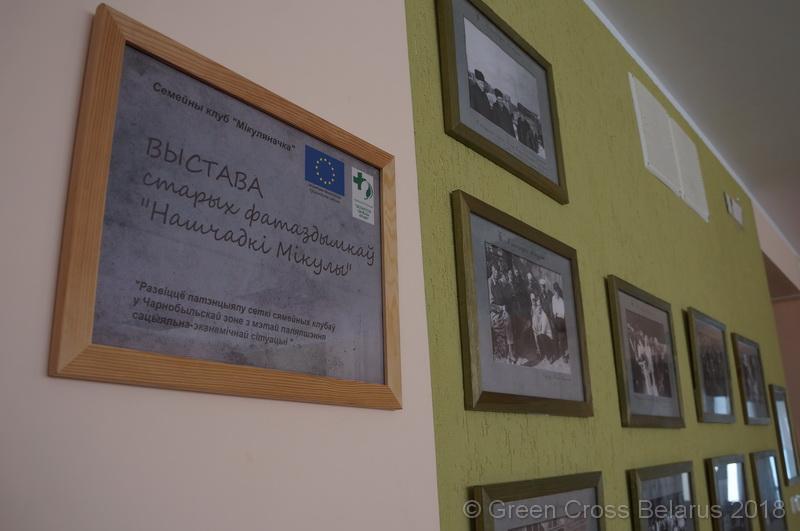 Семейны клуб "Мікуляначка"
ВЫСТАВА
старых фатаздымкаў
"Нашчадкі Мікулы"
"Развіццё патэнцыялу сеткі сямейных клубаў
у Чарнобыльскай зоне з мэтай паляпшэння
сацыяльна-эканамічнай сітуацыі"
© Green Cross Belarus 2018